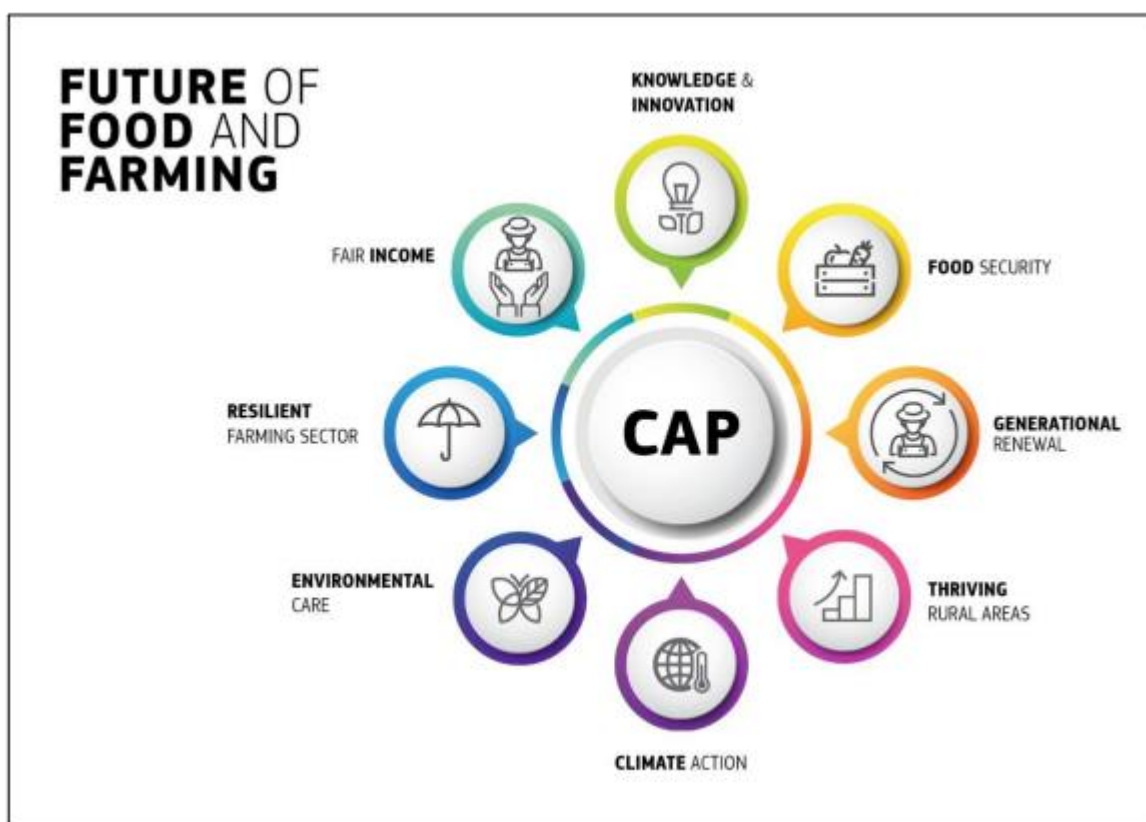 FUTURE OF
FOOD AND
FARMING
KNOWLEDGE &
INNOVATION
FAIR INCOME
FOOD SECURITY
RESILIENT
FARMING SECTOR
CAP
GENERATIONAL
RENEWAL
ENVIRONMENTAL
CARE
THRIVING
RURAL AREAS
CLIMATE ACTION